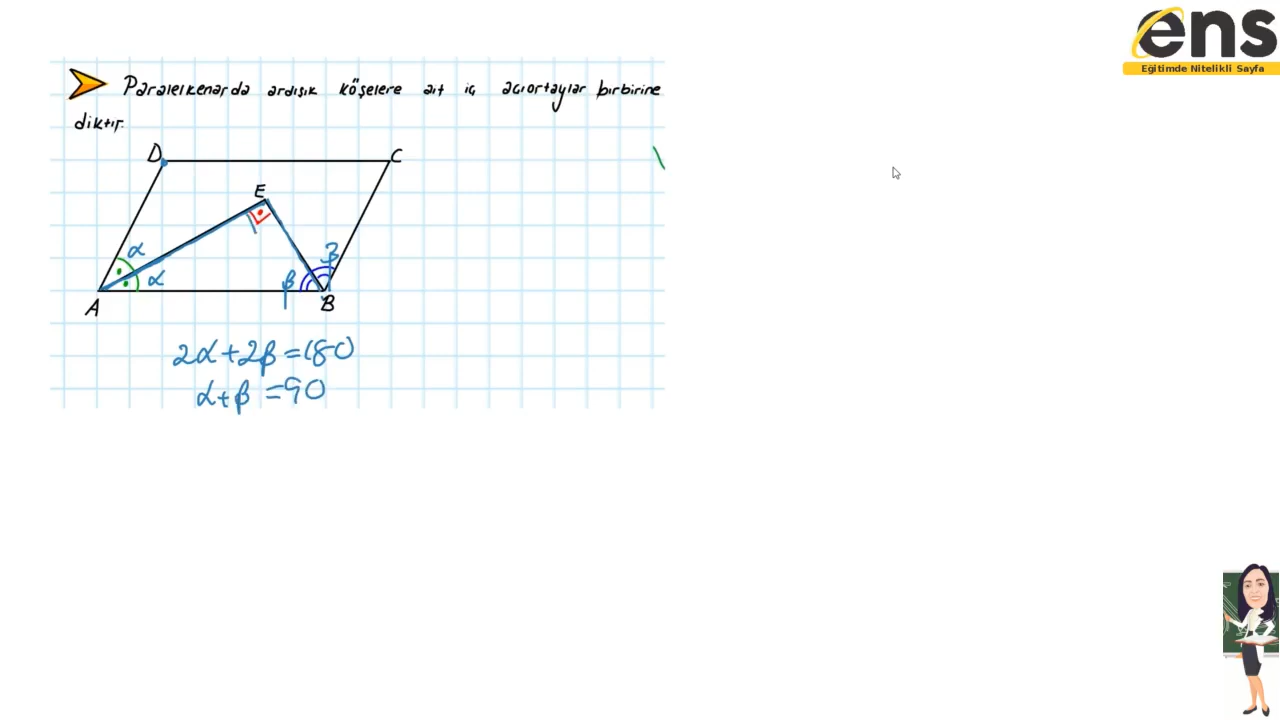 ens
Eğitimde Nitelikli Sayfa
Paralelkenarda ardışık köşelere ait iç açıortaylar birbirine
diktir.
D
C
E
α
β
α
β
A
B
2α+2β=180
α+β=90